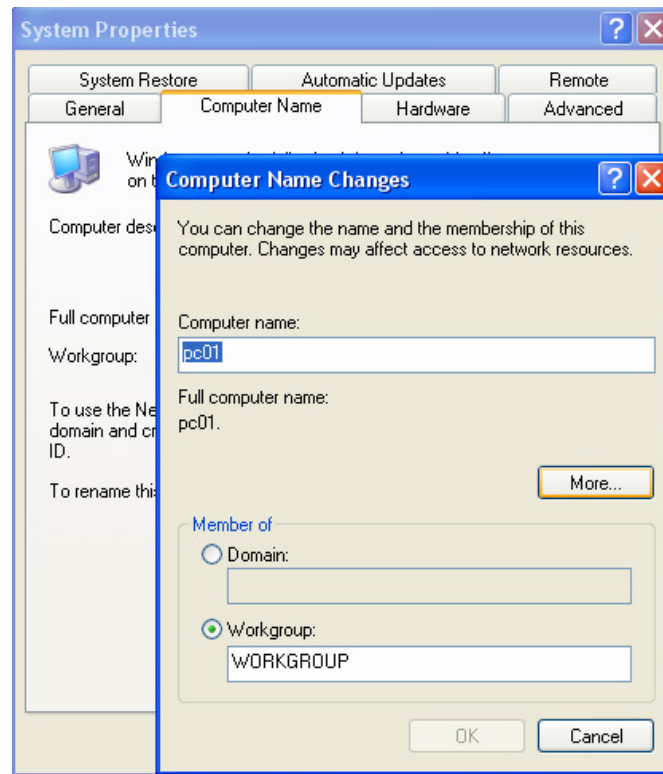 System Properties
System Restore
Automatic Updates
Remote
General
Computer Name
Hardware
Advanced
on t
Computer Name Changes
Computer des
You can change the name and the membership of this
computer. Changes may affect access to network resources.
Full computer
Computer name:
Workgroup:
pc01
Full computer name:
pc01.
To use the Ne
domain and cr
ID.
To rename this
More...
Member of
Domain:
Workgroup:
WORKGROUP
OK
Cancel